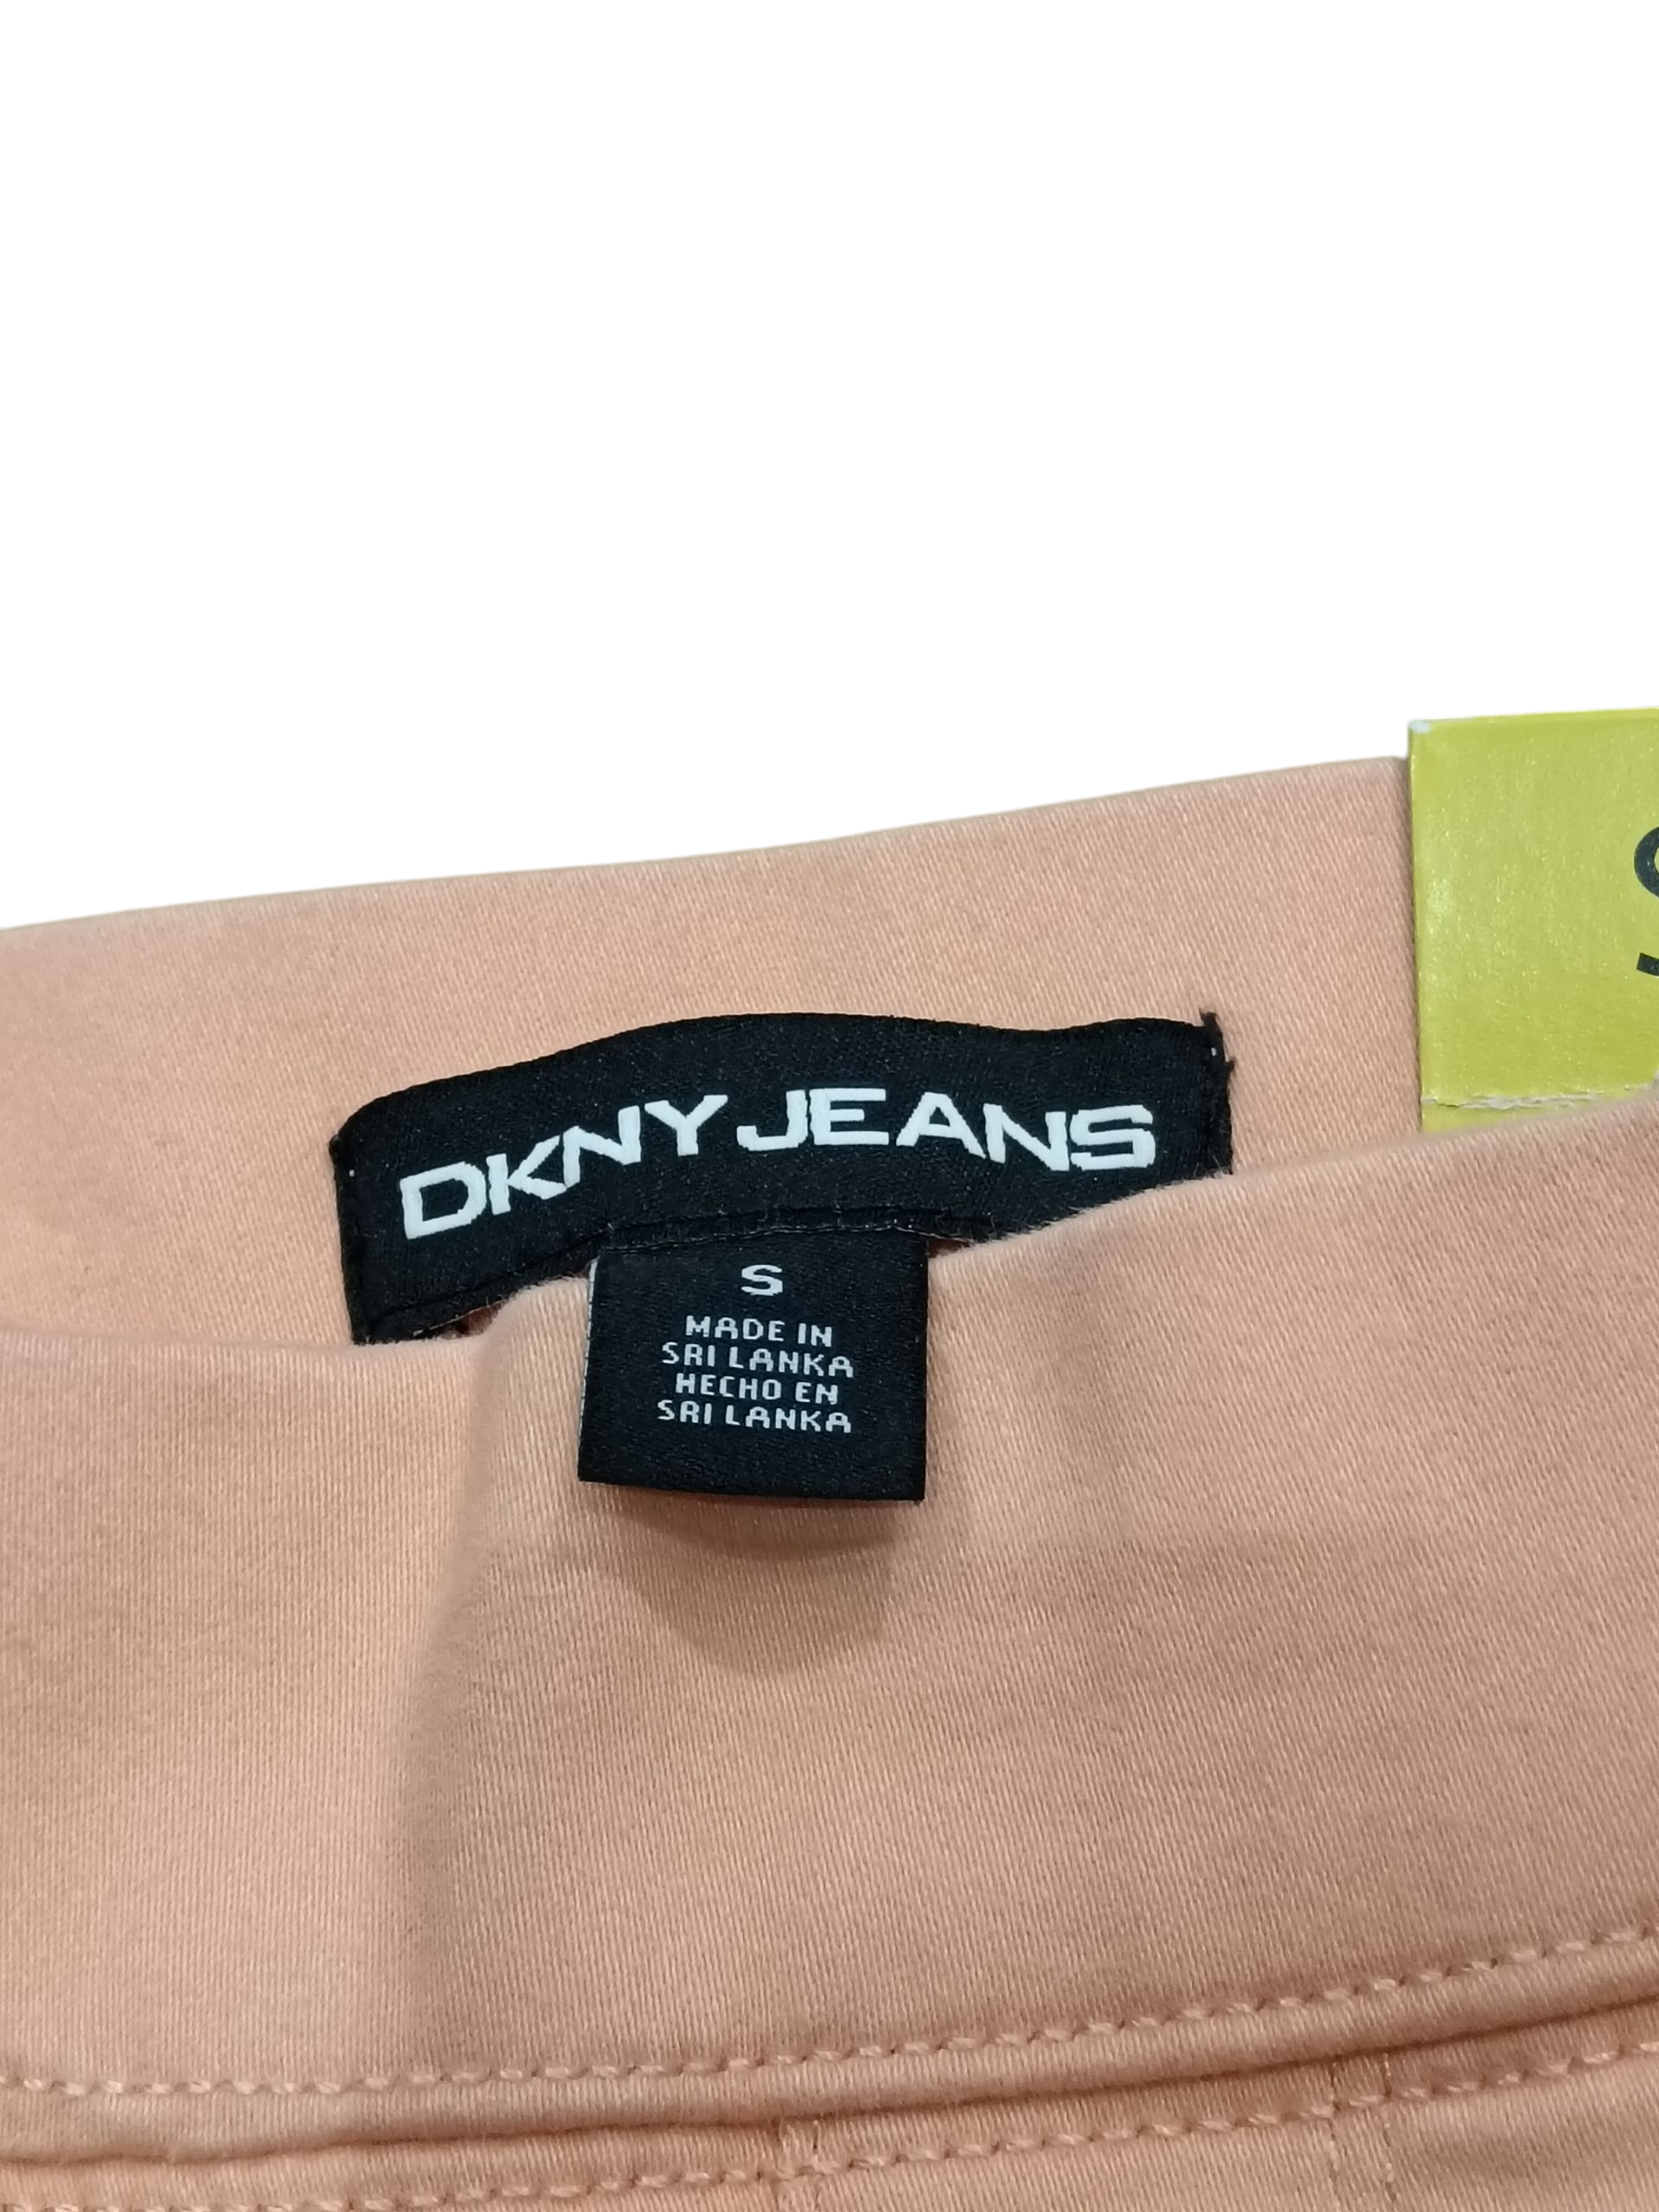 DKNY JEANS
S
MADE IN
SRI LANKA
HECHO EN
SRI LANKA